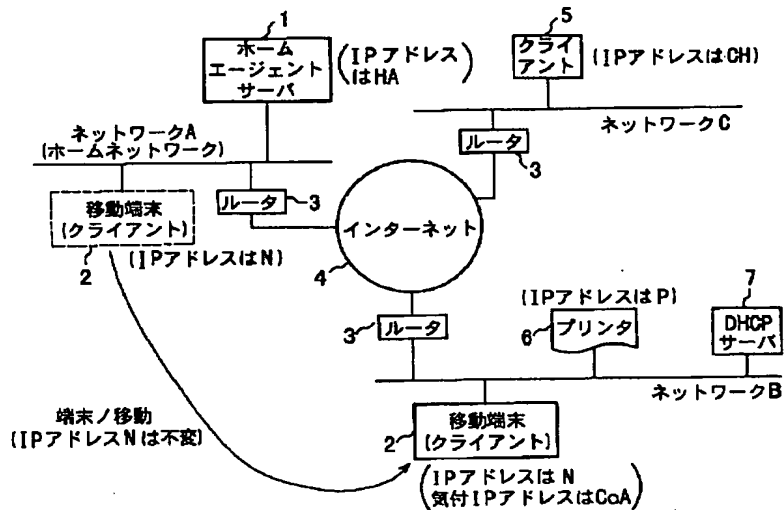 1
ホーム
エージェント
サーバ
(IPアドレス
はHA)
5
クライ
アント
(IPアドレスはCH)
ネットワークA
(ホームネットワーク)
ネットワークC
ルータ
3
ルータ
3
移動端末
(クライアント)
2
(IPアドレスはN)
インターネット
4
(IPアドレスはP)
7
3
ルータ
6
プリンタ
DHCP
サーバ
ネットワークB
端末ノ移動
(IPアドレスNは不変)
2
移動端末
(クライアント)
(IPアドレスは N
気付IPアドレスはCoA)